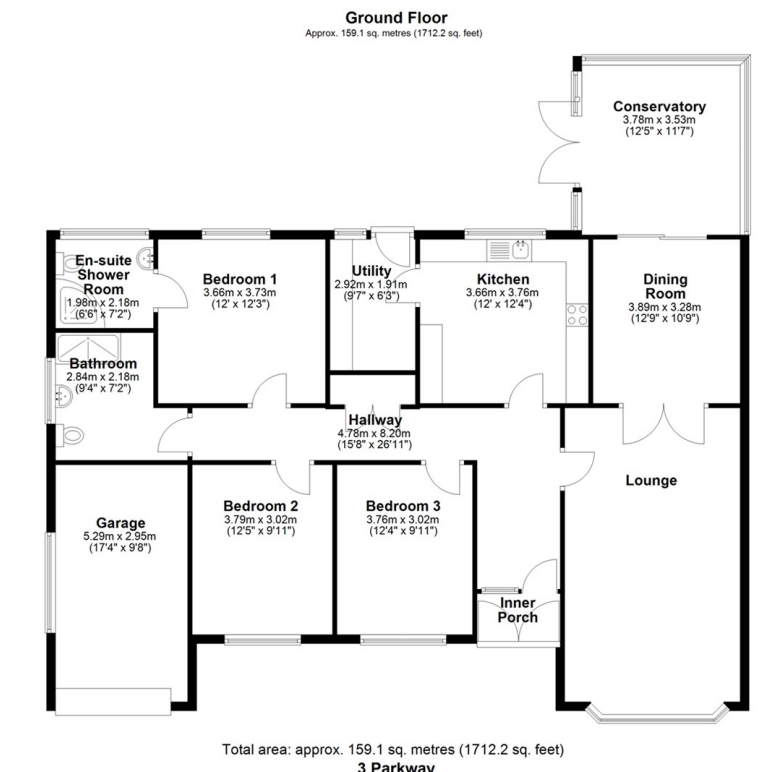 Ground Floor
Approx. 159.1 sq. metres (1712.2 sq. feet)
Conservatory
3.78m x 3.53m
(12'5" x 11'7")
En-suite
Shower
Room
1.98m x 2.18m
(6'6" x 7'2")
Bedroom 1
3.66m x 3.73m
(12' x 12'3")
Utility
2.92m x 1.91m
(9'7" x 6'3")
Kitchen
3.66m x 3.76m
(12' x 12'4")
Dining
Room
3.89m x 3.28m
(12'9" x 10'9")
Bathroom
2.84m x 2.18m
(9'4" x 7'2")
Hallway
4.78m x 8.20m
(15'8" x 26'11")
Lounge
Garage
5.29m x 2.95m
(17'4" x 9'8")
Bedroom 2
3.79m x 3.02m
(12'5" x 9'11")
Bedroom 3
3.76m x 3.02m
(12'4" x 9'11")
Inner
Porch
Total area: approx. 159.1 sq. metres (1712.2 sq. feet)
3 Parkway